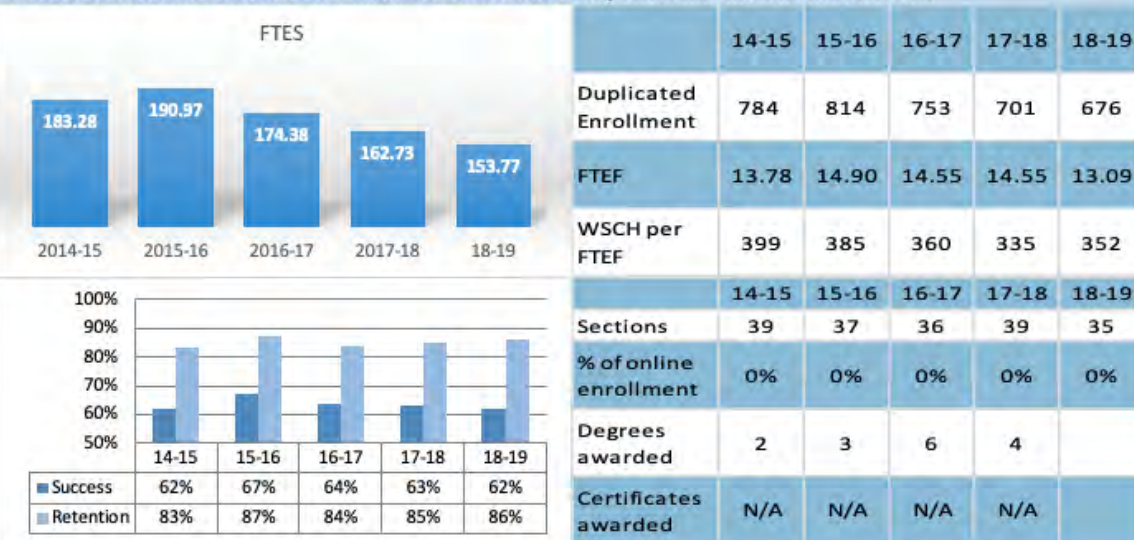 FTES
183.28 190.97 174.38 162.73 153.77
2014-15 2015-16 2016-17 2017-18 18-19
100%
90%
80%
70%
60%
50%
14-15 15-16 16-17 17-18 18-19
Success 62% 67% 64% 63% 62%
Retention 83% 87% 84% 85% 86%
14-15 15-16 16-17 17-18 18-19
Duplicated
Enrollment 784 814 753 701 676
FTEF 13.78 14.90 14.55 14.55 13.09
WSCH per
FTEF 399 385 360 335 352
14-15 15-16 16-17 17-18 18-19
Sections 39 37 36 39 35
% of online
enrollment 0% 0% 0% 0% 0%
Degrees
awarded 2 3 6 4
Certificates
awarded N/A N/A N/A N/A